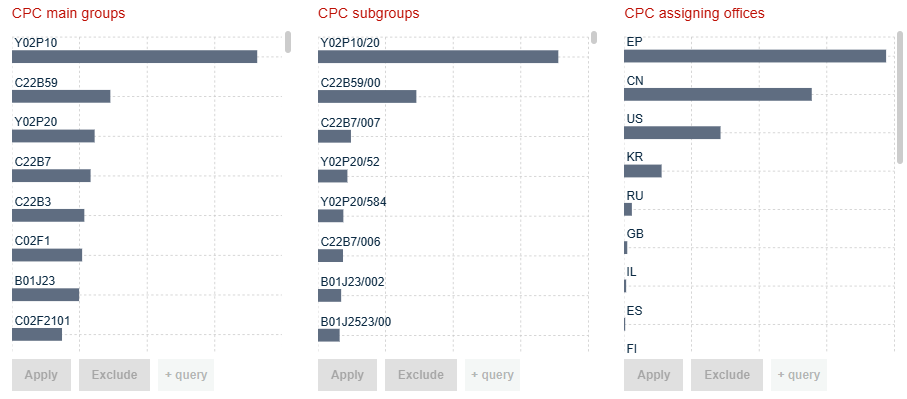 CPC main groups
Y02P10
C22B59
Y02P20
C22B7
C22B3
C02F1
B01J23
C02F2101
Apply
Exclude
+ query
CPC subgroups
Y02P10/20
C22B59/00
C22B7/007
Y02P20/52
Y02P20/584
C22B7/006
B01J23/002
B01J2523/00
Apply
Exclude
+ query
CPC assigning offices
EP
CN
US
KR
RU
GB
IL
ES
FI
Apply
Exclude
+ query